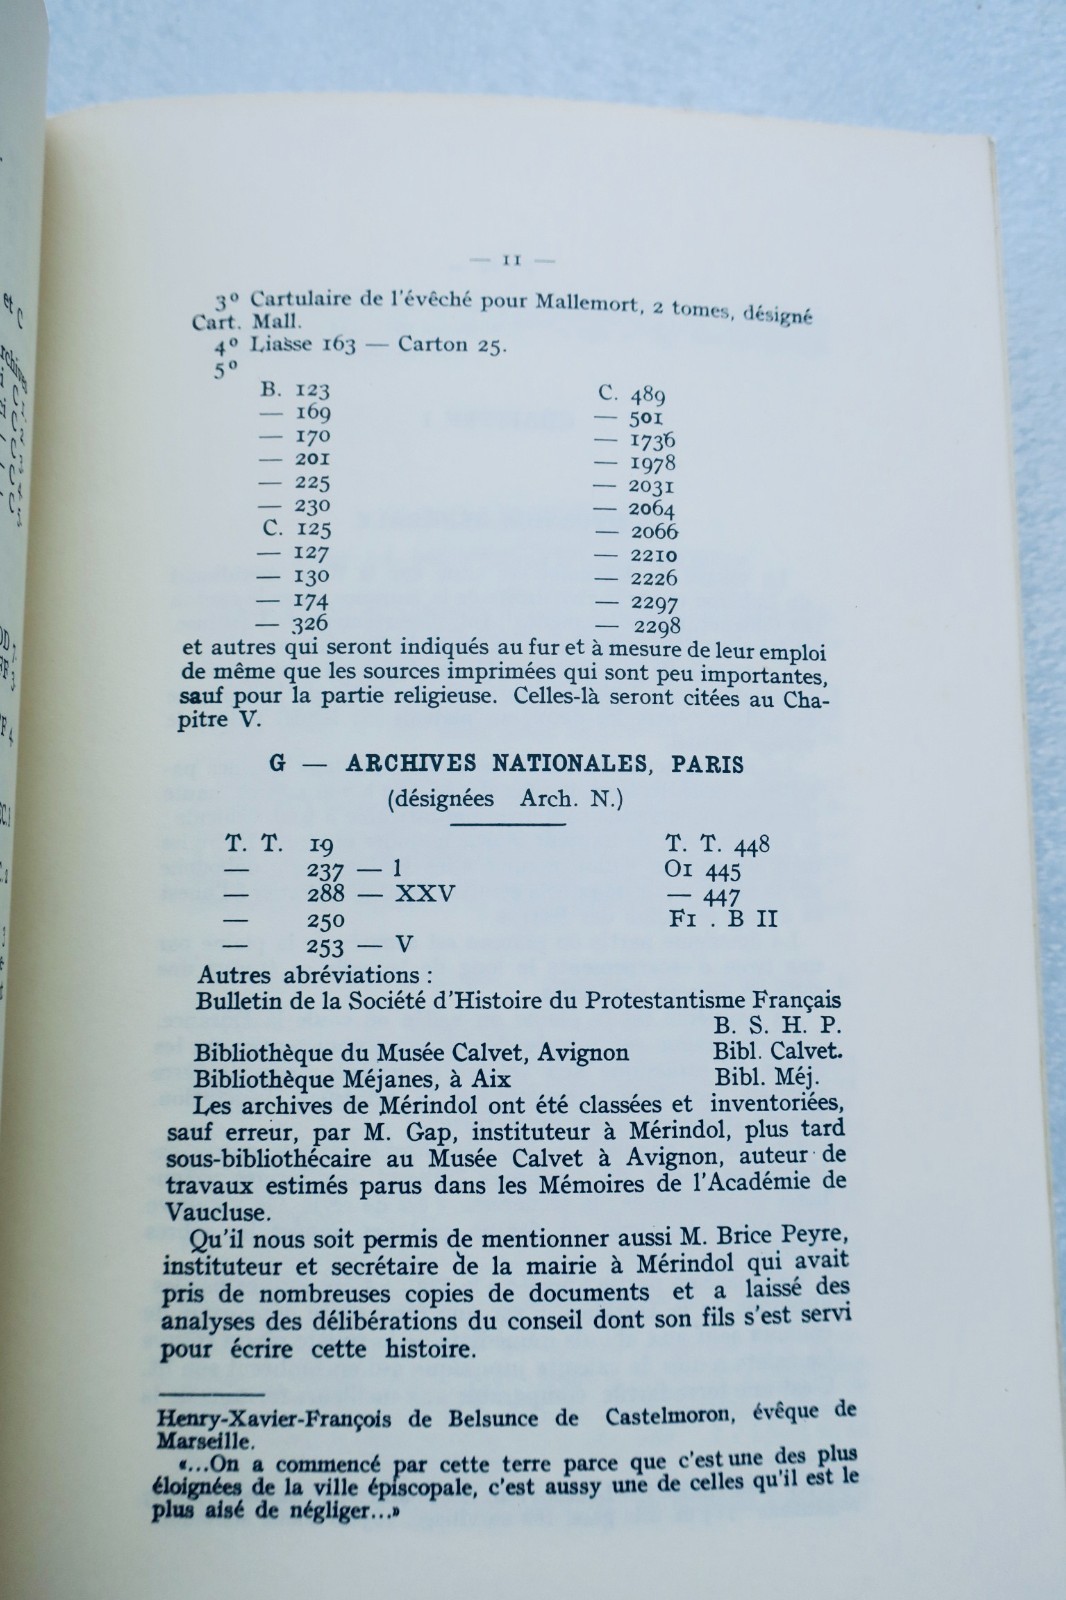 — 11 —
3º Cartulaire de l'évêché pour Mallemort, 2 tomes, désigné
Cart. Mall.
4º Liasse 163 — Carton 25.
5º
B. 123
— 169
— 170
— 201
— 225
— 230
C. 125
— 127
— 130
— 174
— 326
C. 489
— 501
— 1736
— 1978
— 2031
— 2064
— 2066
— 2210
— 2226
— 2297
— 2298
et autres qui seront indiqués au fur et à mesure de leur emploi
de même que les sources imprimées qui sont peu importantes,
sauf pour la partie religieuse. Celles-là seront citées au Cha-
pitre V.
G — ARCHIVES NATIONALES, PARIS
(désignées Arch. N.)
T. T. 19
— 237 — 1
— 288 — XXV
— 250
— 253 — V
T. T. 448
O1 445
— 447
F1 . B II
Autres abréviations :
Bulletin de la Société d'Histoire du Protestantisme Français
B. S. H. P.
Bibliothèque du Musée Calvet, Avignon Bibl. Calvet.
Bibliothèque Méjanes, à Aix Bibl. Méj.
Les archives de Mérindol ont été classées et inventoriées,
sauf erreur, par M. Gap, instituteur à Mérindol, plus tard
sous-bibliothécaire au Musée Calvet à Avignon, auteur de
travaux estimés parus dans les Mémoires de l'Académie de
Vaucluse.
Qu'il nous soit permis de mentionner aussi M. Brice Peyre,
instituteur et secrétaire de la mairie à Mérindol qui avait
pris de nombreuses copies de documents et a laissé des
analyses des délibérations du conseil dont son fils s'est servi
pour écrire cette histoire.
Henry-Xavier-François de Belsunce de Castelmoron, évêque de
Marseille.
«...On a commencé par cette terre parce que c'est une des plus
éloignées de la ville épiscopale, c'est aussy une de celles qu'il est le
plus aisé de négliger...»